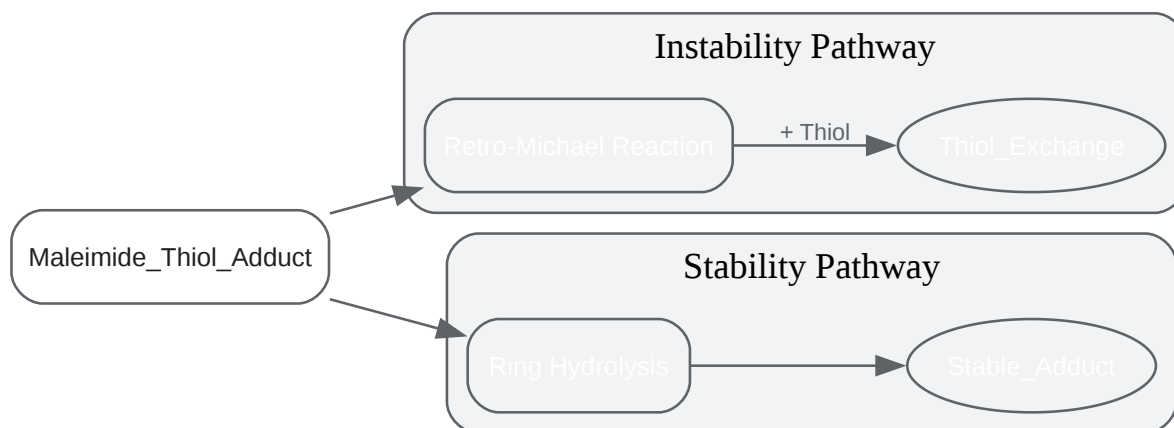 Instability Pathway
Retro-Michael Reaction
+ Thiol
Thiol_Exchange
Maleimide_Thiol_Adduct
Stability Pathway
Ring Hydrolysis
Stable_Adduct